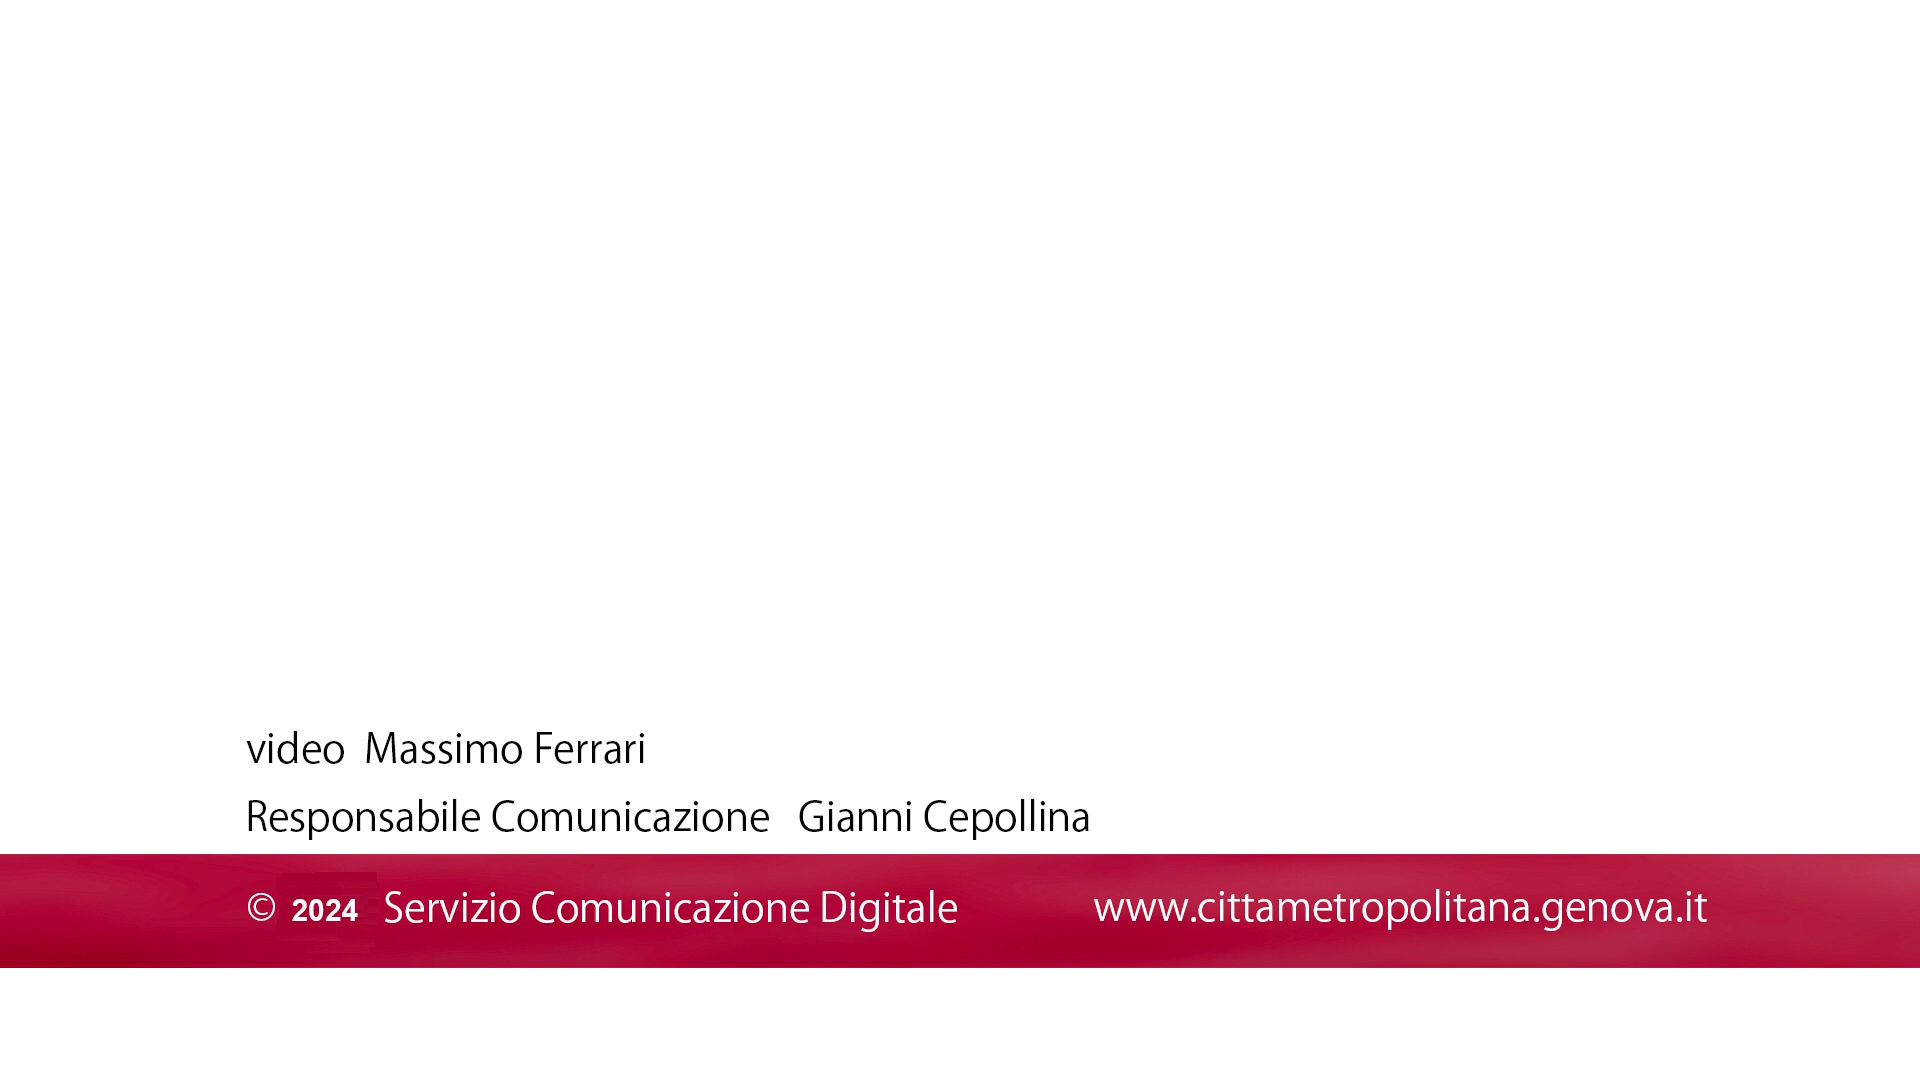 video Massimo Ferrari
Responsabile Comunicazione Gianni Cepollina
© 2024 Servizio Comunicazione Digitale www.cittametropolitana.genova.it